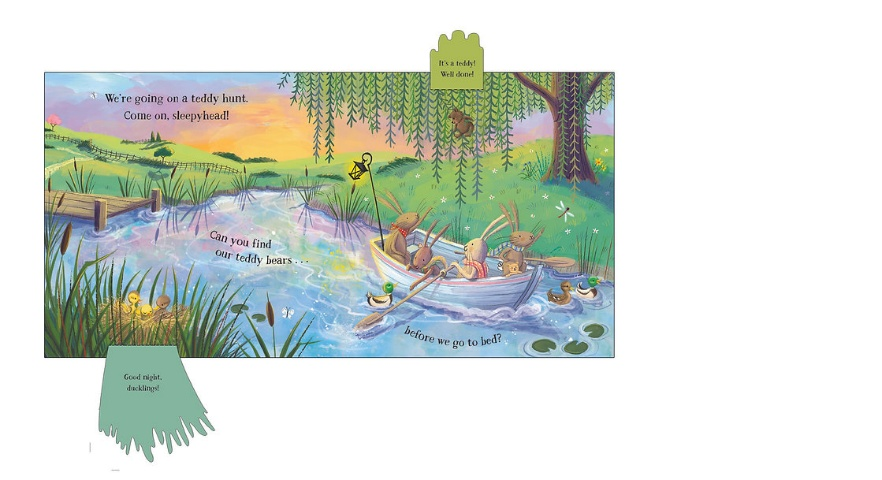 It's a teddy!
Well done!
We're going on a teddy hunt.
Come on, sleepyhead!
Can you find
our teddy bears . . .
before we go to bed?
Good night,
ducklings!